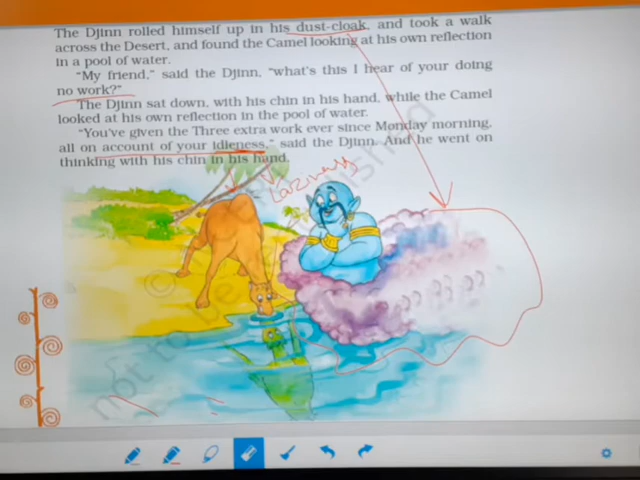 The Djinn rolled himself up in his dust-cloak, and took a walk
across the Desert, and found the Camel looking at his own reflection
in a pool of water.
"My friend," said the Djinn, "what's this I hear of your doing
no work?"
The Djinn sat down, with his chin in his hand, while the Camel
looked at his own reflection in the pool of water.
"You've given the Three extra work ever since Monday morning,
all on account of your idleness," said the Djinn. And he went on
thinking with his chin in his hand.
Laziness
not to be published